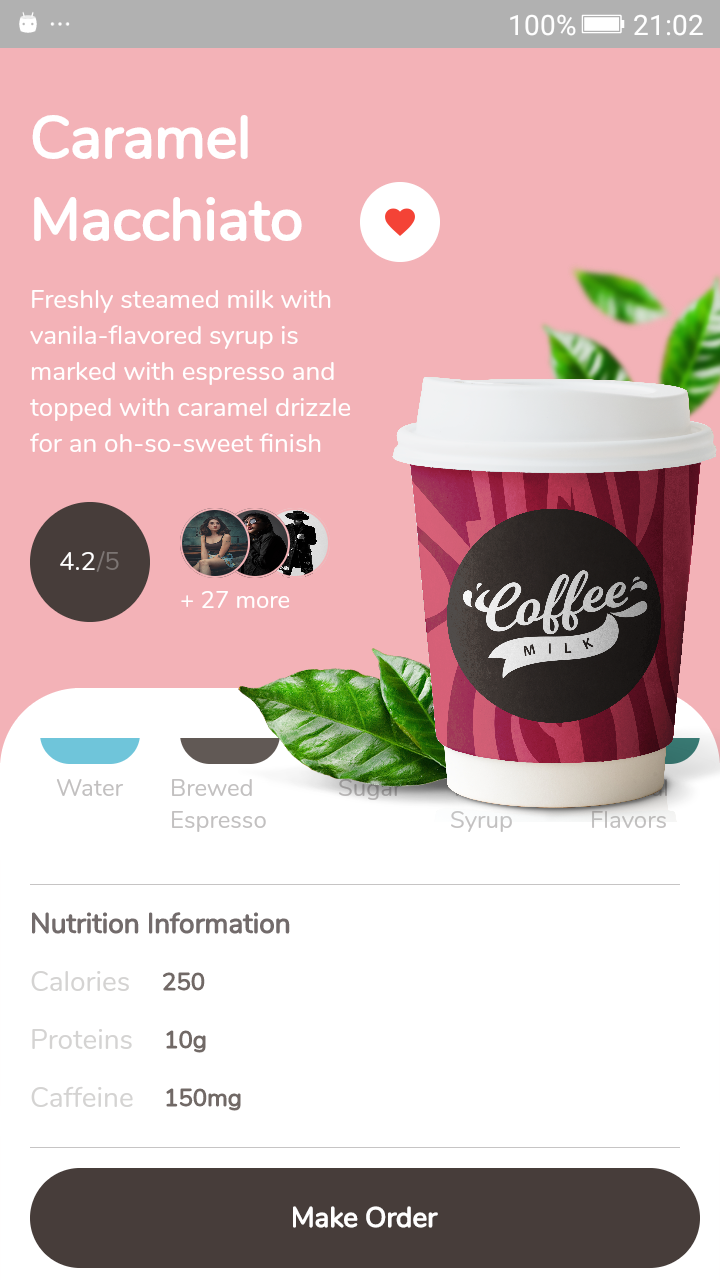 100% 21:02
Caramel
Macchiato
Freshly steamed milk with
vanila-flavored syrup is
marked with espresso and
topped with caramel drizzle
for an oh-so-sweet finish
4.2/5
+ 27 more
Coffee
MILK
Water
Brewed
Espresso
Sugar
Syrup
Flavors
Nutrition Information
Calories 250
Proteins 10g
Caffeine 150mg
Make Order